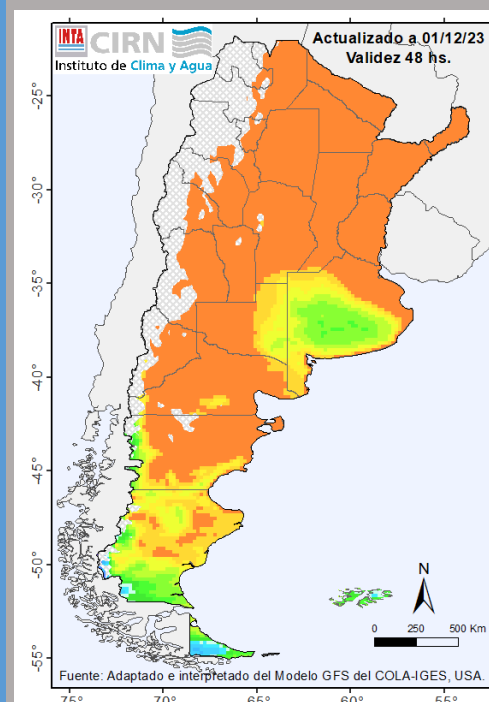 INTA CIRN
Instituto de Clima y Agua
Actualizado a 01/12/23
Validez 48 hs.
-25°
-30°
-35°
-40°
-45°
-50°
-55°
N
0 250 500 Km
Fuente: Adaptado e interpretado del Modelo GFS del COLA-IGES, USA.
-75° -70° -65° -60° -55°